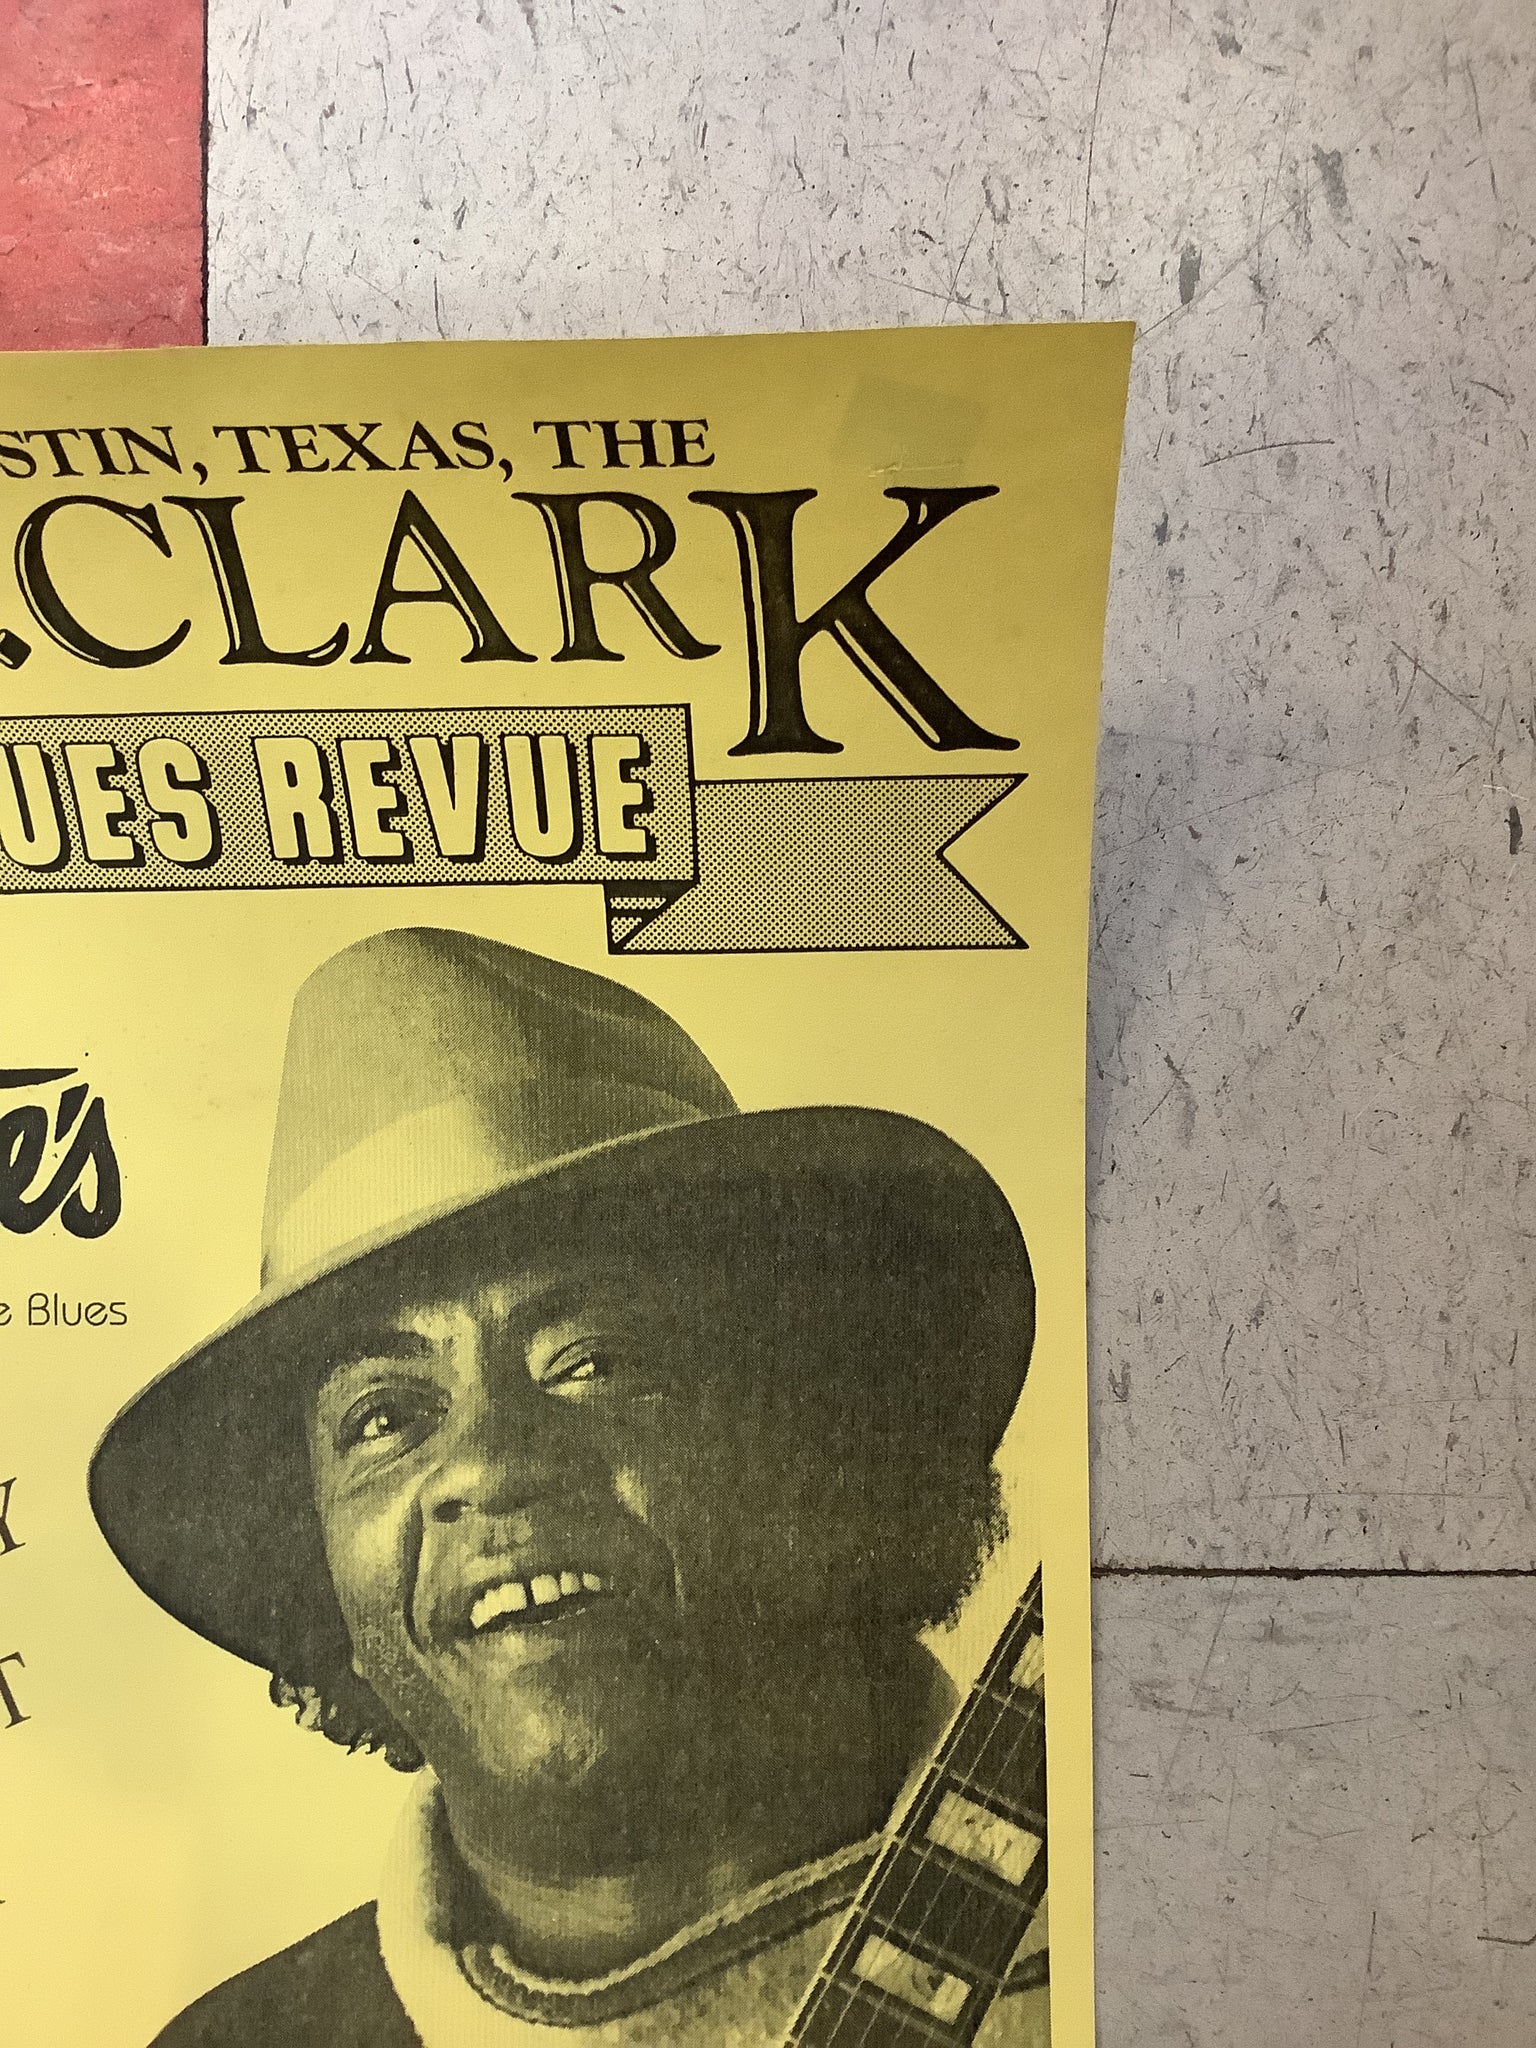 STIN, TEXAS, THE
.CLARK
UES REVUE
e's
e Blues
Y
T